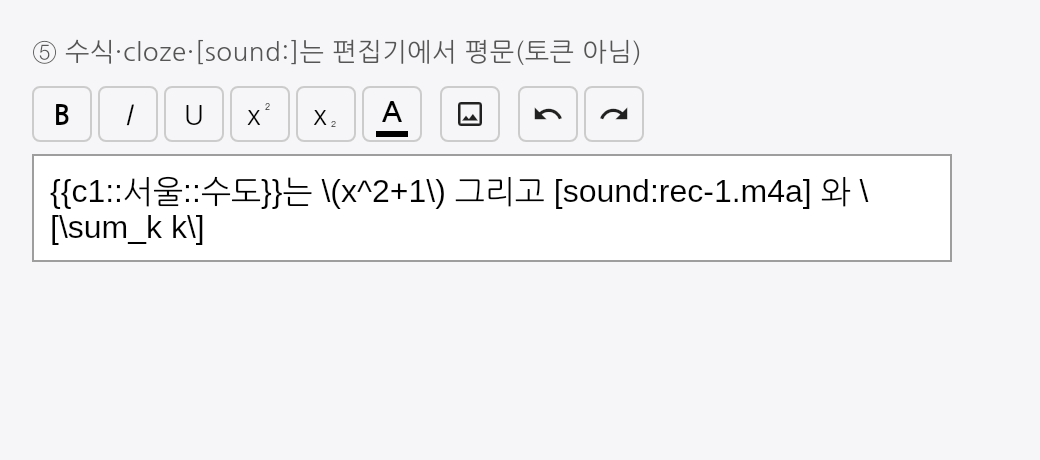 ⑤ 수식·cloze·[sound:]는 편집기에서 평문(토큰 아님)
B I U x² x₂ A
{{c1::서울::수도}}는 \(x^2+1\) 그리고 [sound:rec-1.m4a] 와 \
[\sum_k k\]